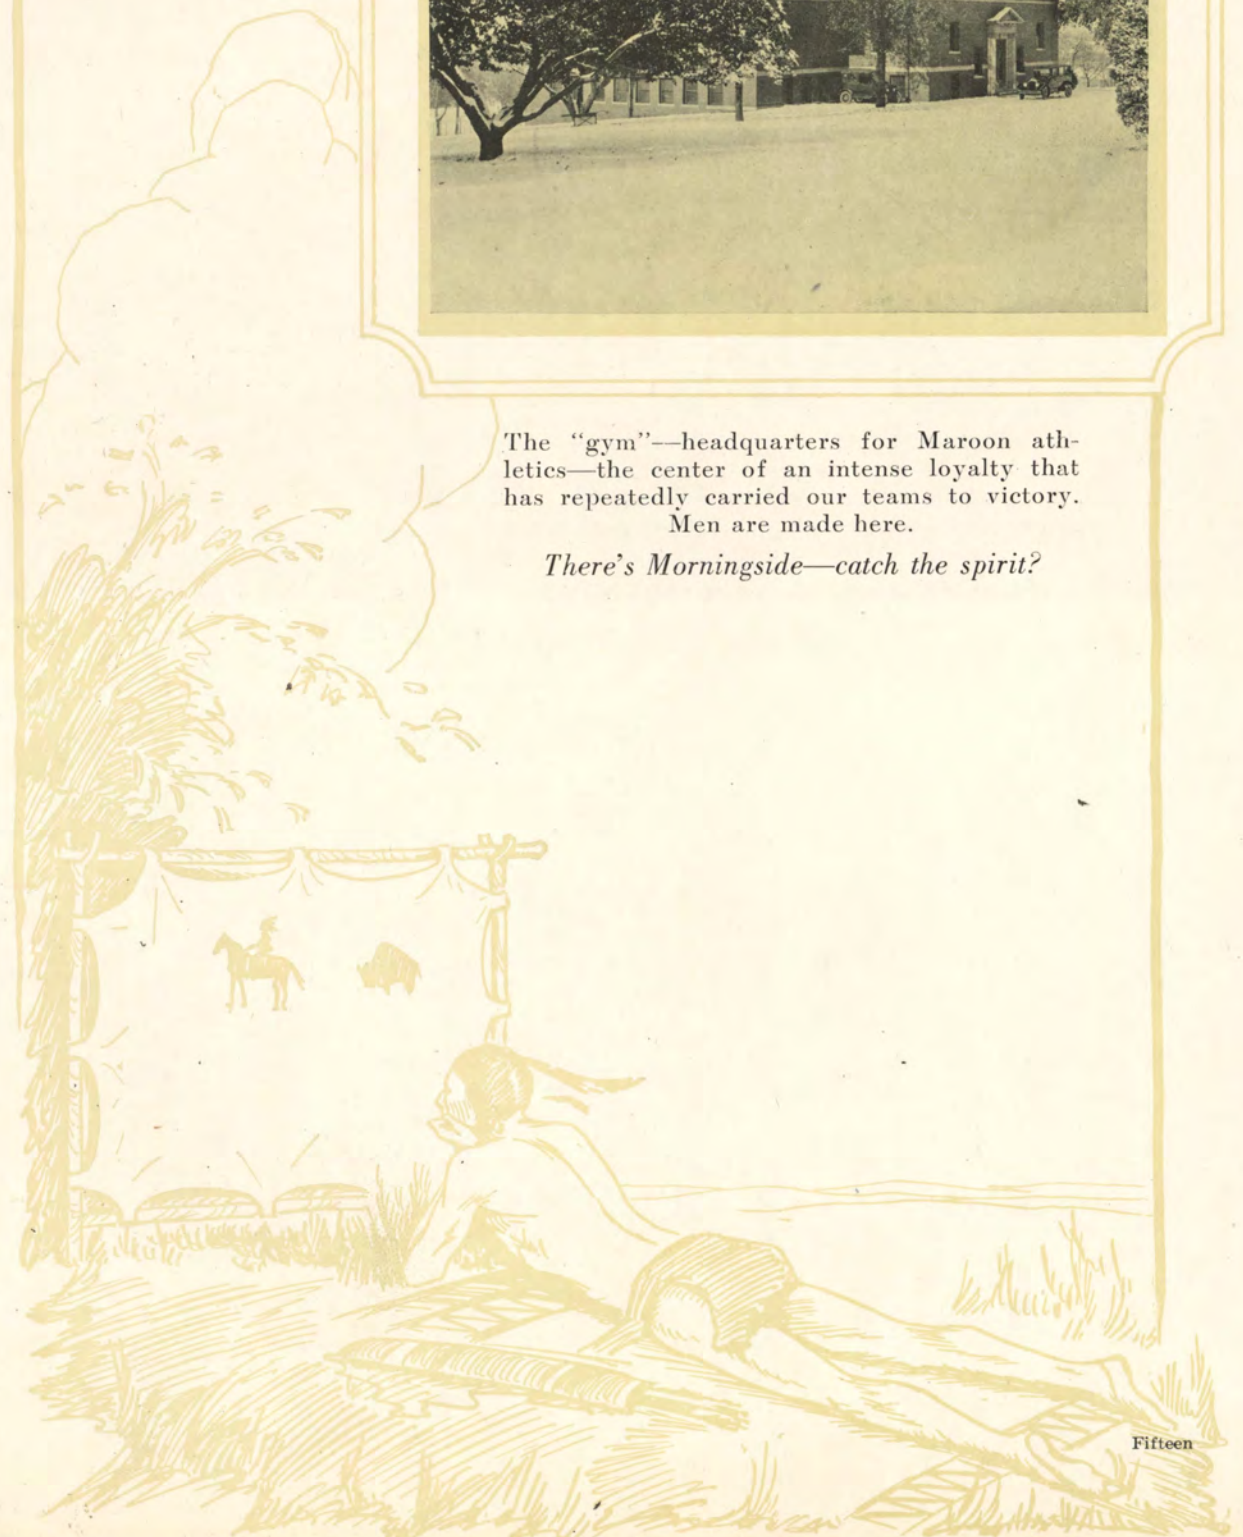 The “gym”—headquarters for Maroon ath-
letics—the center of an intense loyalty that
has repeatedly carried our teams to victory.
Men are made here.
There’s Morningside—catch the spirit?
Fifteen